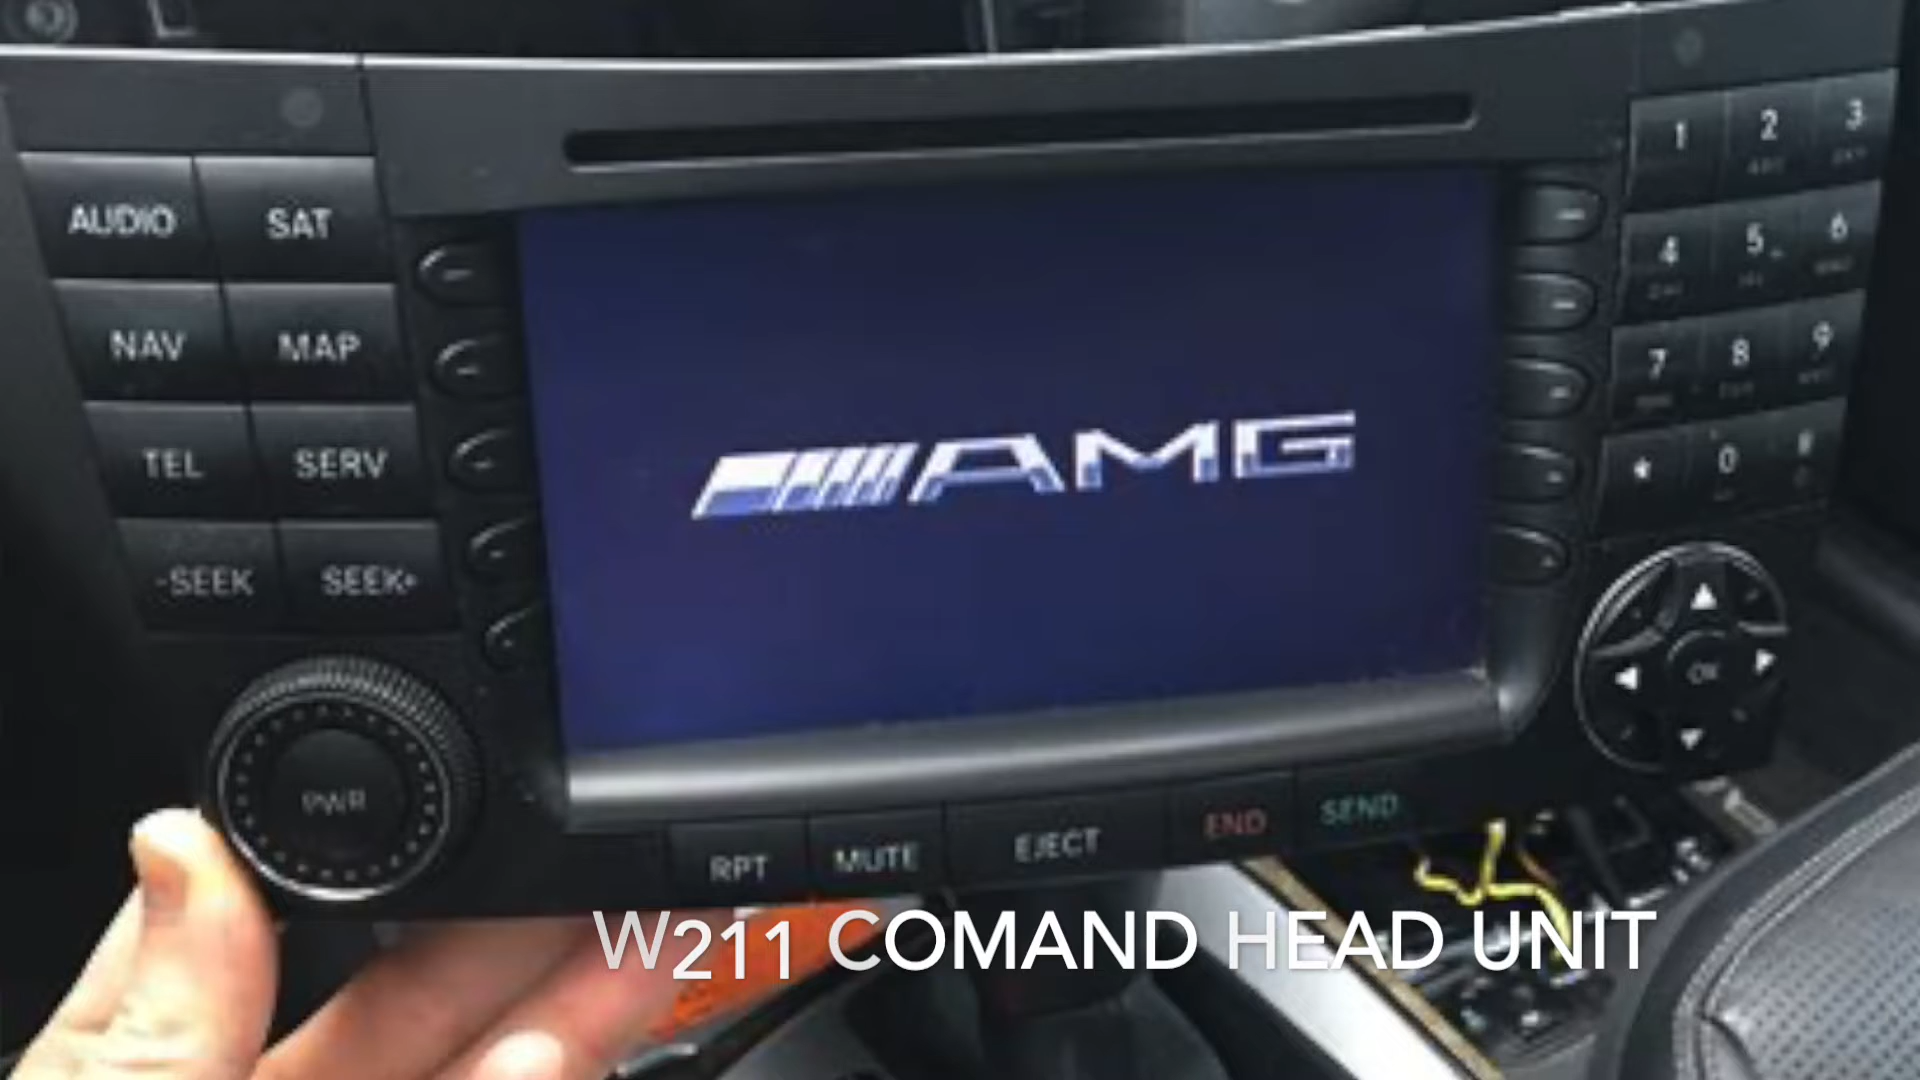 AUDIO SAT
NAV MAP
TEL SERV
-SEEK SEEK+
PWR
AMG
1 2 3
4 5 6
7 8 9
* 0 #
OK
RPT MUTE EJECT END SEND
W211 COMAND HEAD UNIT